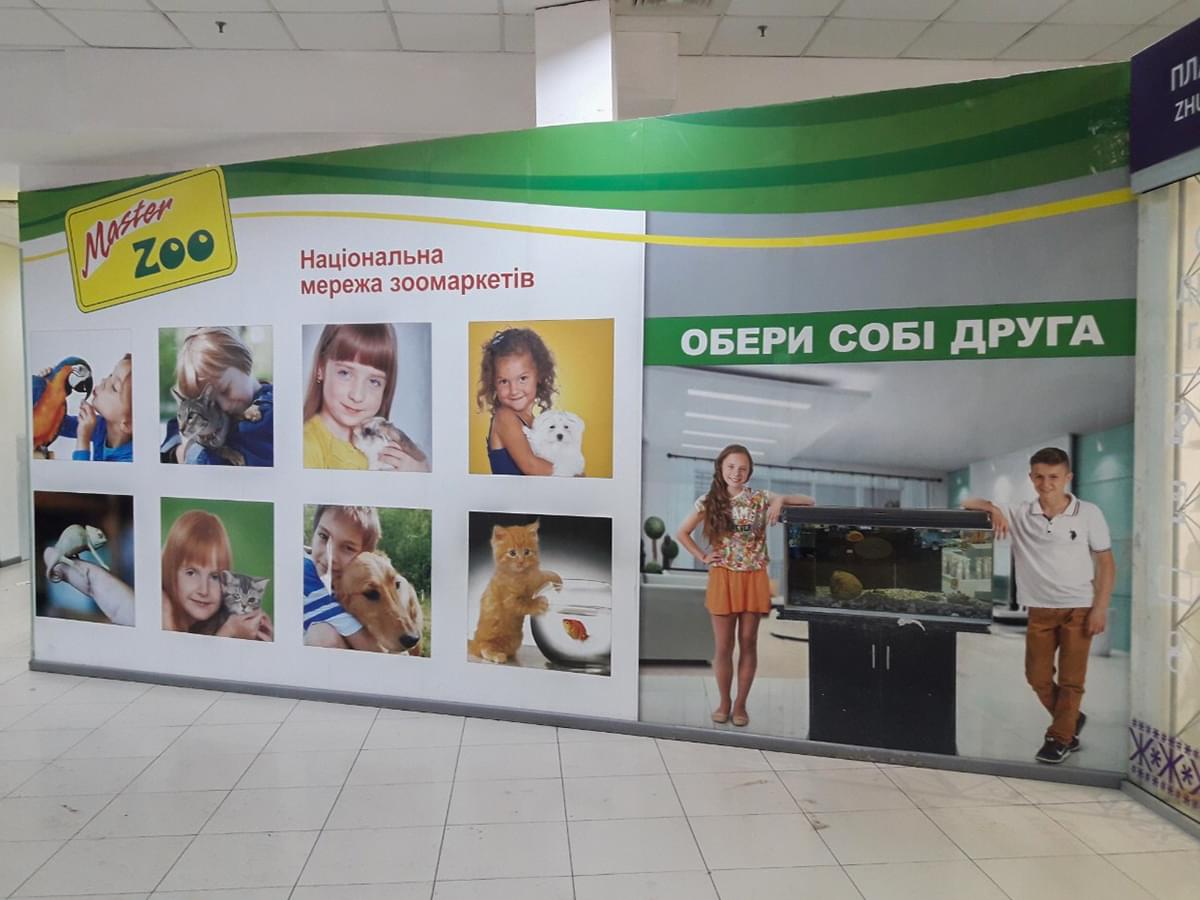 Master
Zoo
Національна
мережа зоомаркетів
ОБЕРИ СОБІ ДРУГА